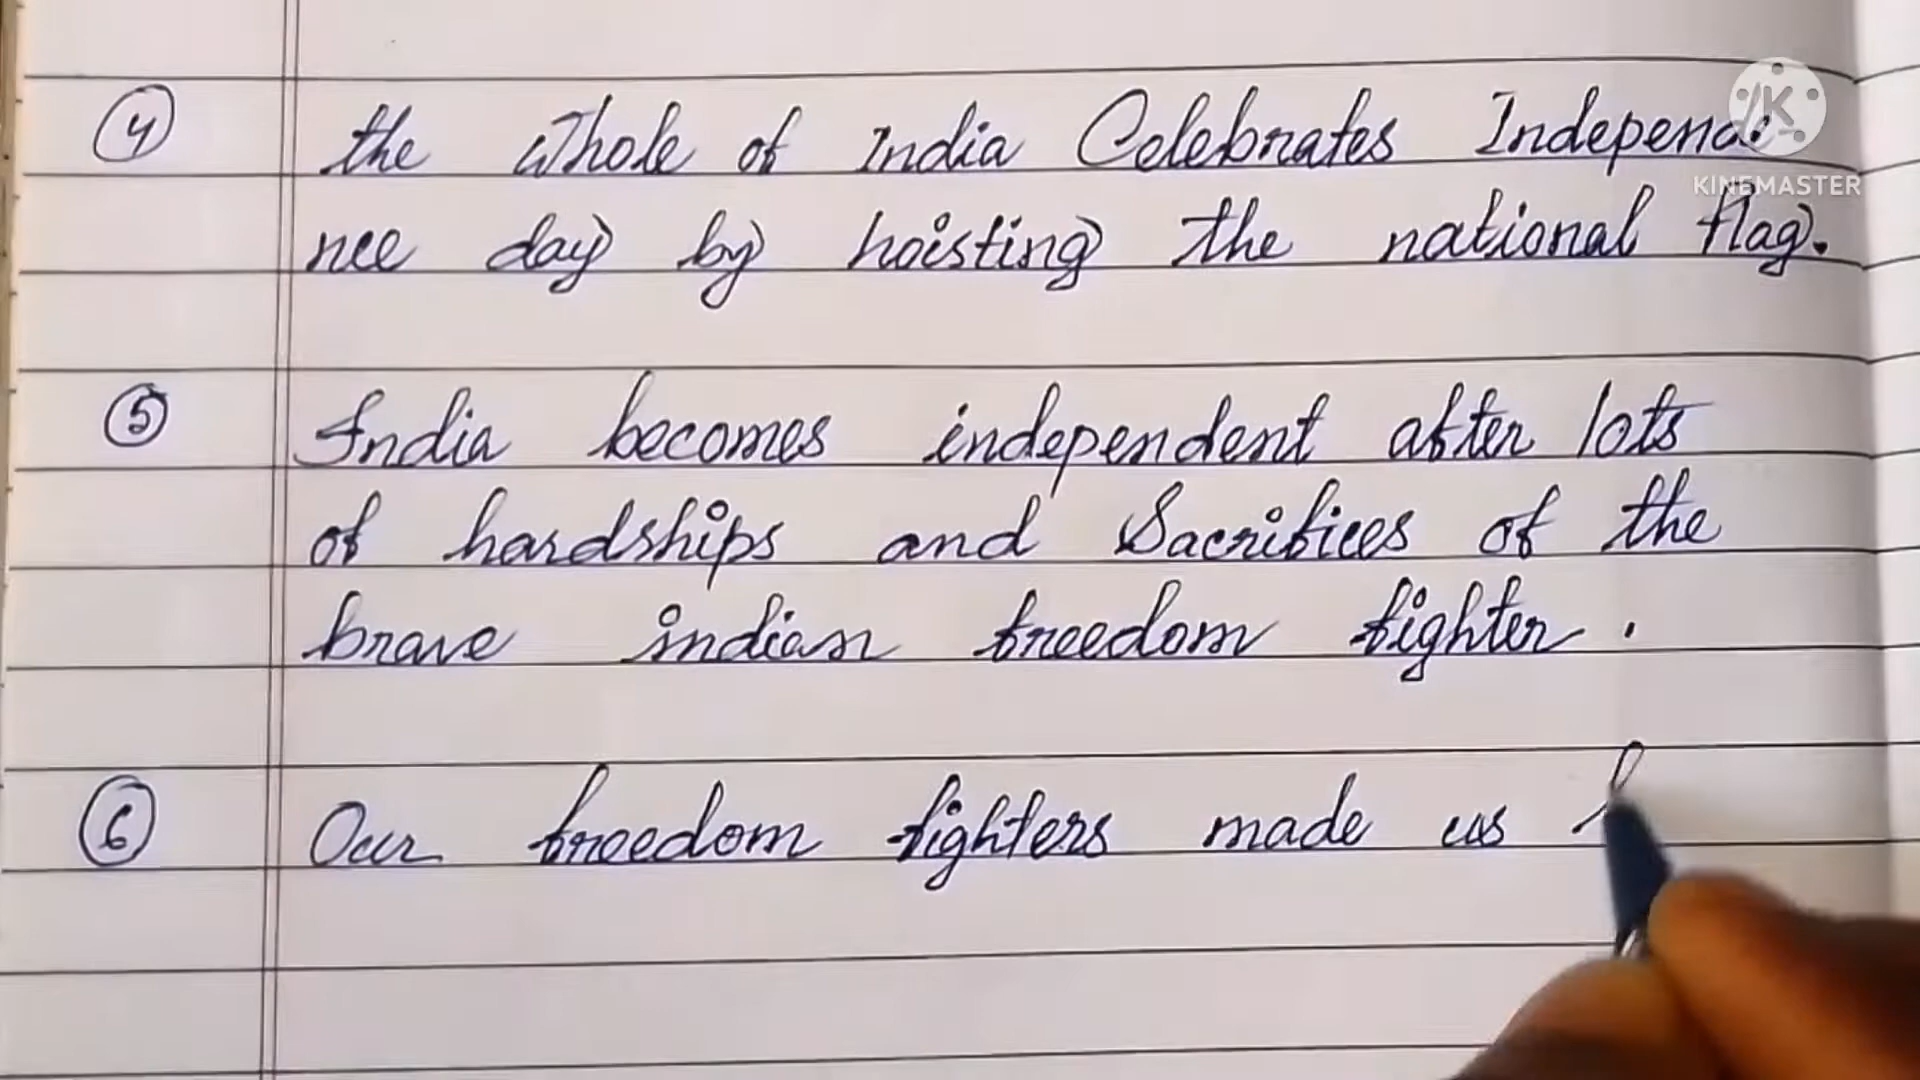 ④ the Whole of India Celebrates Independe
KINEMASTER
nce day by hoisting the national flag.
⑤ India becomes independent after lots
of hardships and Sacrifices of the
brave indian freedom fighter.
⑥ Our freedom fighters made us